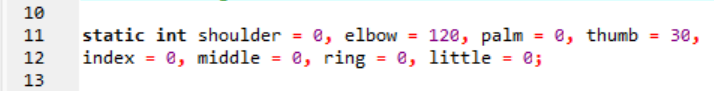 10
11 static int shoulder = 0, elbow = 120, palm = 0, thumb = 30,
12 index = 0, middle = 0, ring = 0, little = 0;
13